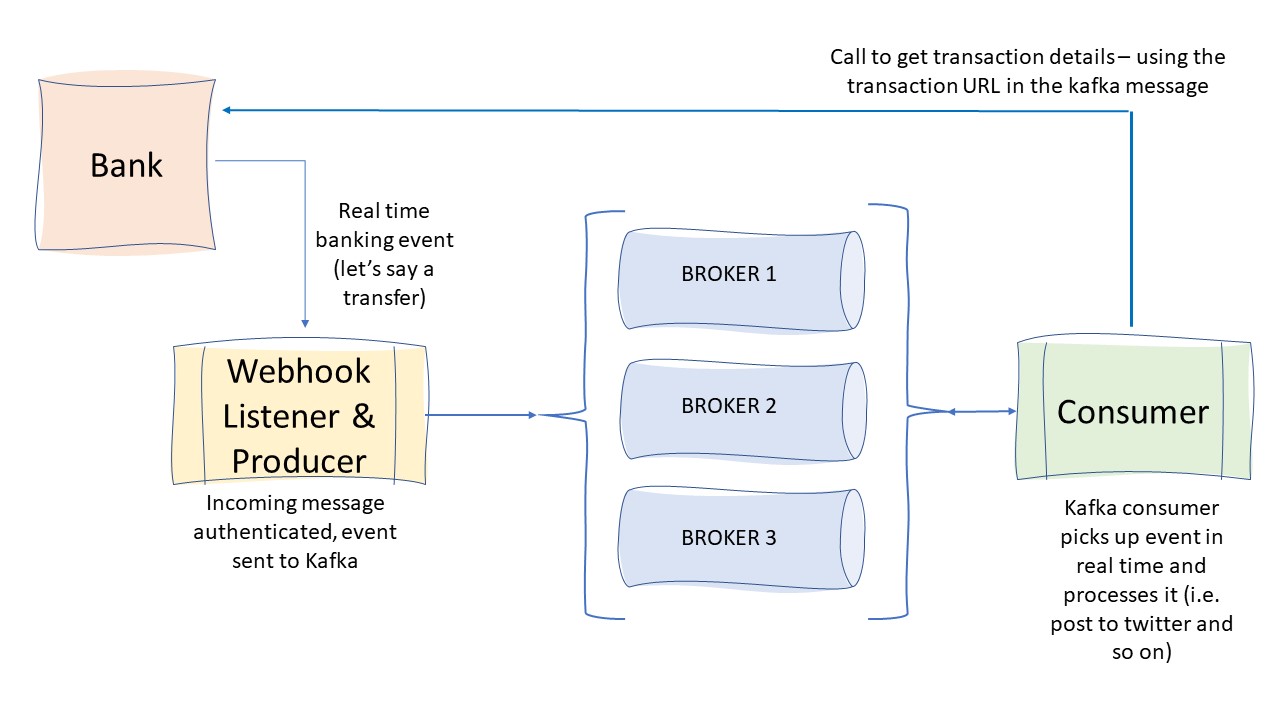 Call to get transaction details – using the
transaction URL in the kafka message
Bank
Real time
banking event
(let’s say a
transfer)
BROKER 1
Webhook
Listener &
Producer
BROKER 2
Consumer
Incoming message
authenticated, event
sent to Kafka
BROKER 3
Kafka consumer
picks up event in
real time and
processes it (i.e.
post to twitter and
so on)